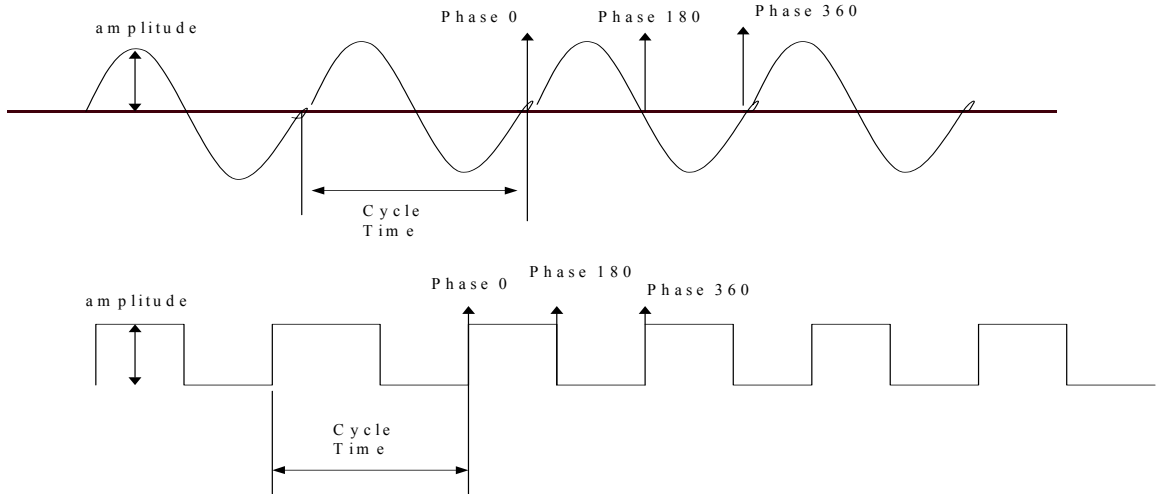 amplitude
Phase 0
Phase 180
Phase 360
Cycle
Time
amplitude
Phase 0
Phase 180
Phase 360
Cycle
Time